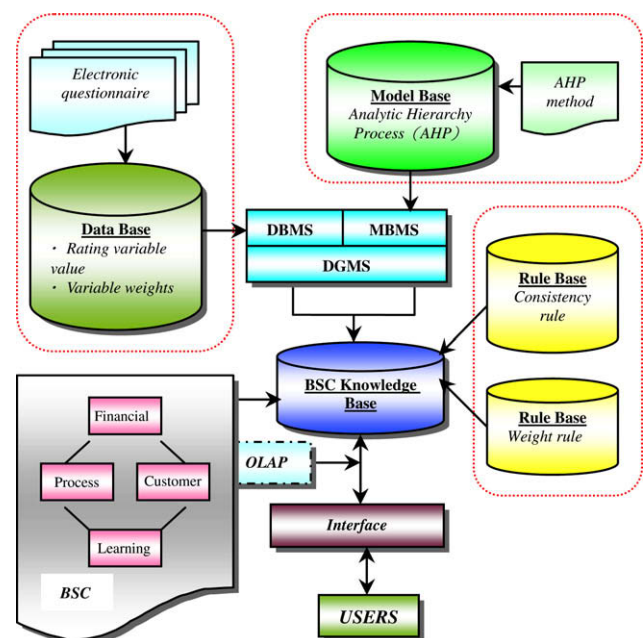 Electronic
questionnaire
Model Base
Analytic Hierarchy
Process (AHP)
AHP
method
Data Base
· Rating variable
value
· Variable weights
DBMS
MBMS
DGMS
Rule Base
Consistency
rule
BSC Knowledge
Base
Rule Base
Weight rule
Financial
Process
Customer
Learning
BSC
OLAP
Interface
USERS